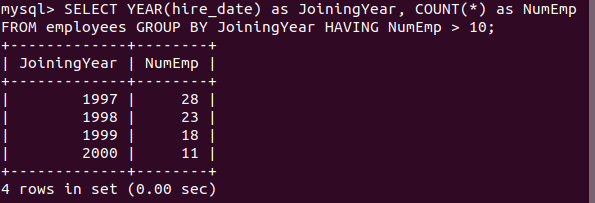 mysql> SELECT YEAR(hire_date) as JoiningYear, COUNT(*) as NumEmp
FROM employees GROUP BY JoiningYear HAVING NumEmp > 10;
+-------------+--------+
| JoiningYear | NumEmp |
+-------------+--------+
|        1997 |     28 |
|        1998 |     23 |
|        1999 |     18 |
|        2000 |     11 |
+-------------+--------+
4 rows in set (0.00 sec)